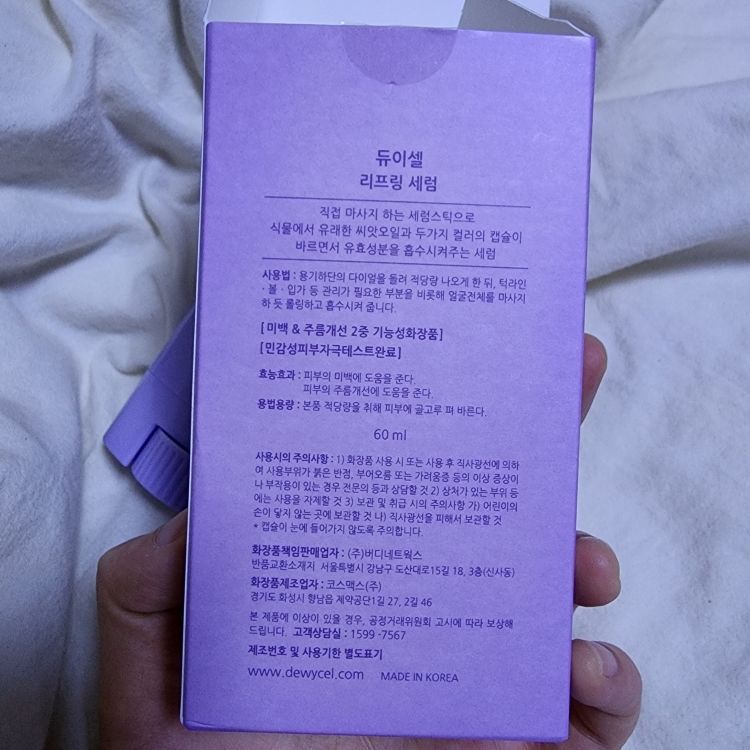 듀이셀
리프링 세럼
직접 마사지 하는 세럼스틱으로
식물에서 유래한 씨앗오일과 두가지 컬러의 캡슐이
바르면서 유효성분을 흡수시켜주는 세럼
사용법 : 용기하단의 다이얼을 돌려 적당량 나오게 한 뒤, 턱라인
· 볼 · 입가 등 관리가 필요한 부분을 비롯해 얼굴전체를 마사지
하 듯 롤링하고 흡수시켜 줍니다.
[미백 & 주름개선 2중 기능성화장품]
[민감성피부자극테스트완료]
효능효과 : 피부의 미백에 도움을 준다.
피부의 주름개선에 도움을 준다.
용법용량 : 본품 적당량을 취해 피부에 골고루 펴 바른다.
60 ml
사용시의 주의사항 : 1) 화장품 사용 시 또는 사용 후 직사광선에 의하
여 사용부위가 붉은 반점, 부어오름 또는 가려움증 등의 이상 증상이
나 부작용이 있는 경우 전문의 등과 상담할 것 2) 상처가 있는 부위 등
에는 사용을 자제할 것 3) 보관 및 취급 시의 주의사항 가) 어린이의
손이 닿지 않는 곳에 보관할 것 나) 직사광선을 피해서 보관할 것
* 캡슐이 눈에 들어가지 않도록 주의합니다.
화장품책임판매업자 : (주)버디네트웍스
반품교환소재지 서울특별시 강남구 도산대로15길 18, 3층(신사동)
화장품제조업자 : 코스맥스(주)
경기도 화성시 향남읍 제약공단1길 27, 2길 46
본 제품에 이상이 있을 경우, 공정거래위원회 고시에 따라 보상해
드립니다. 고객상담실 : 1599 -7567
제조번호 및 사용기한 별도표기
www.dewycel.com MADE IN KOREA